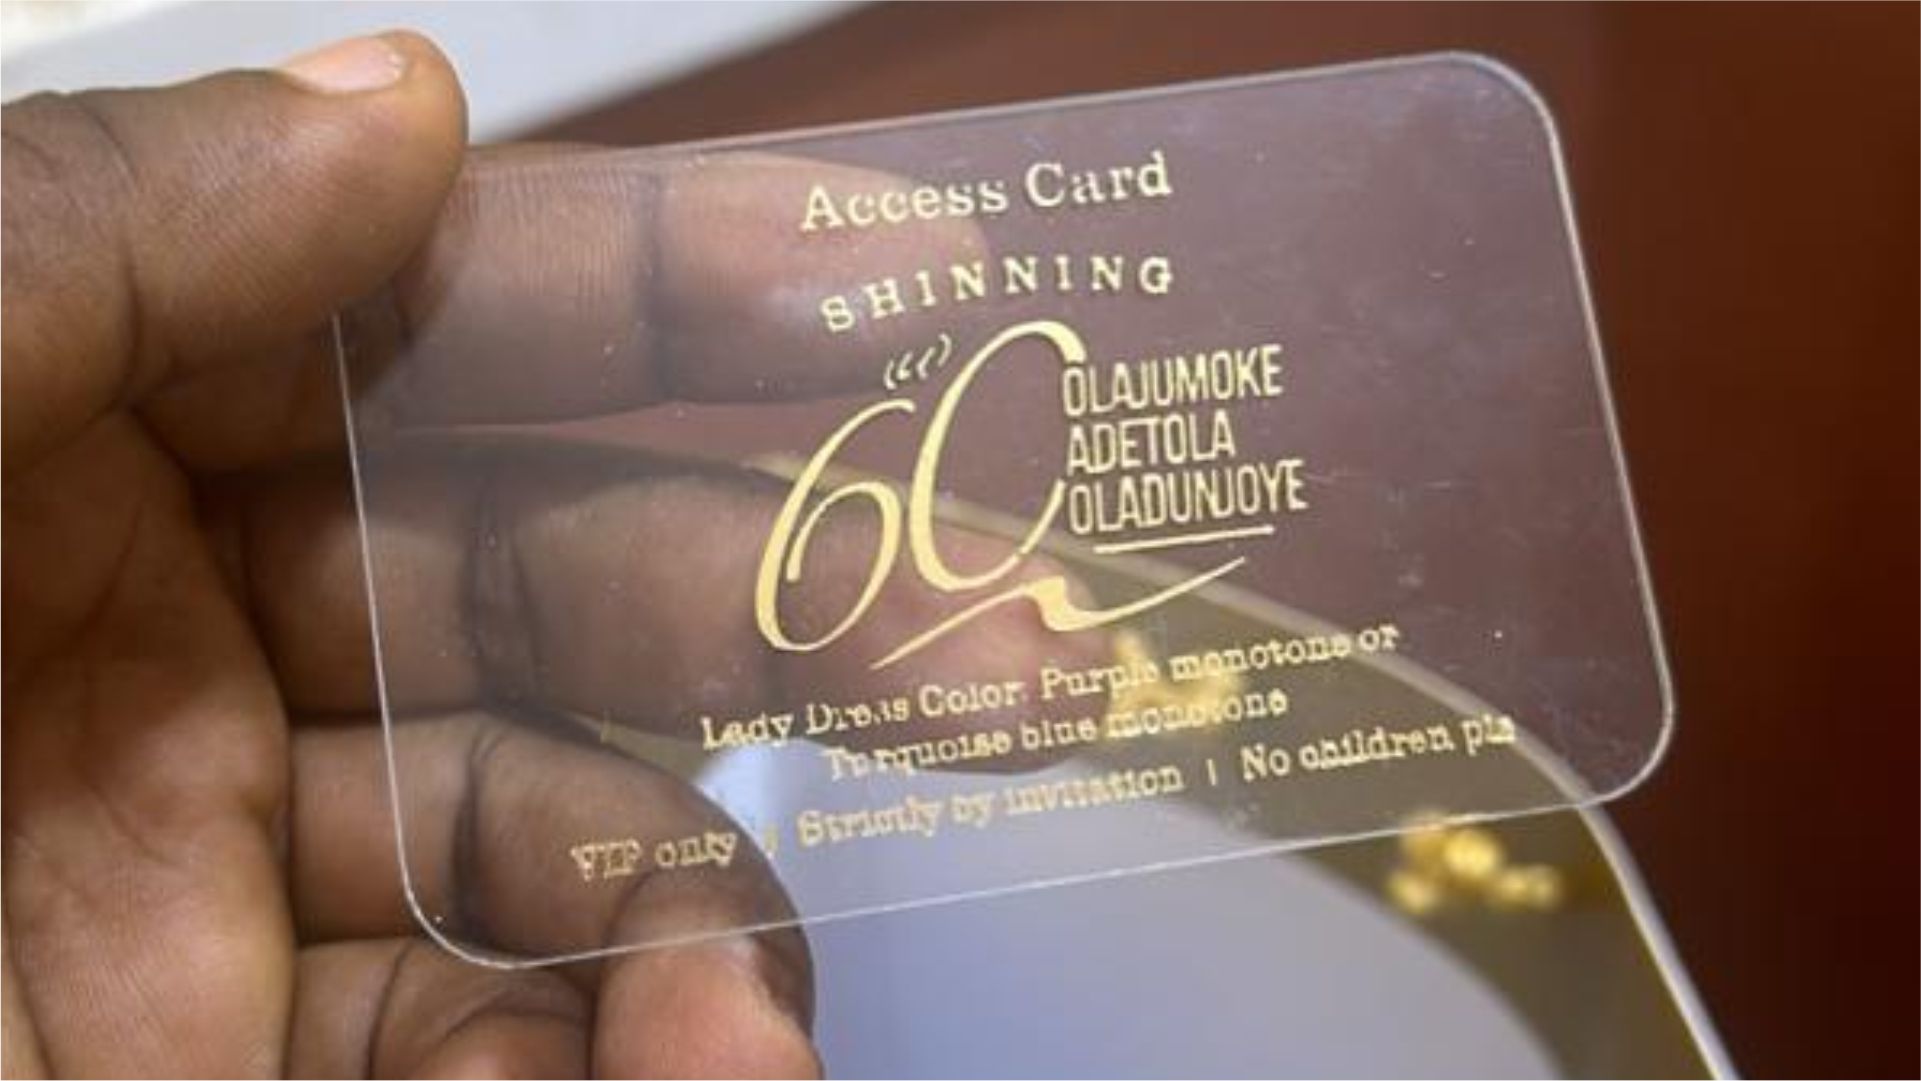 Access Card
SHINNING
60
OLAJUMOKE
ADETOLA
OLADUNJOYE
Lady Dress Color: Purple monotone or
Turquoise blue monotone
VIP only | Strictly by invitation | No children pls